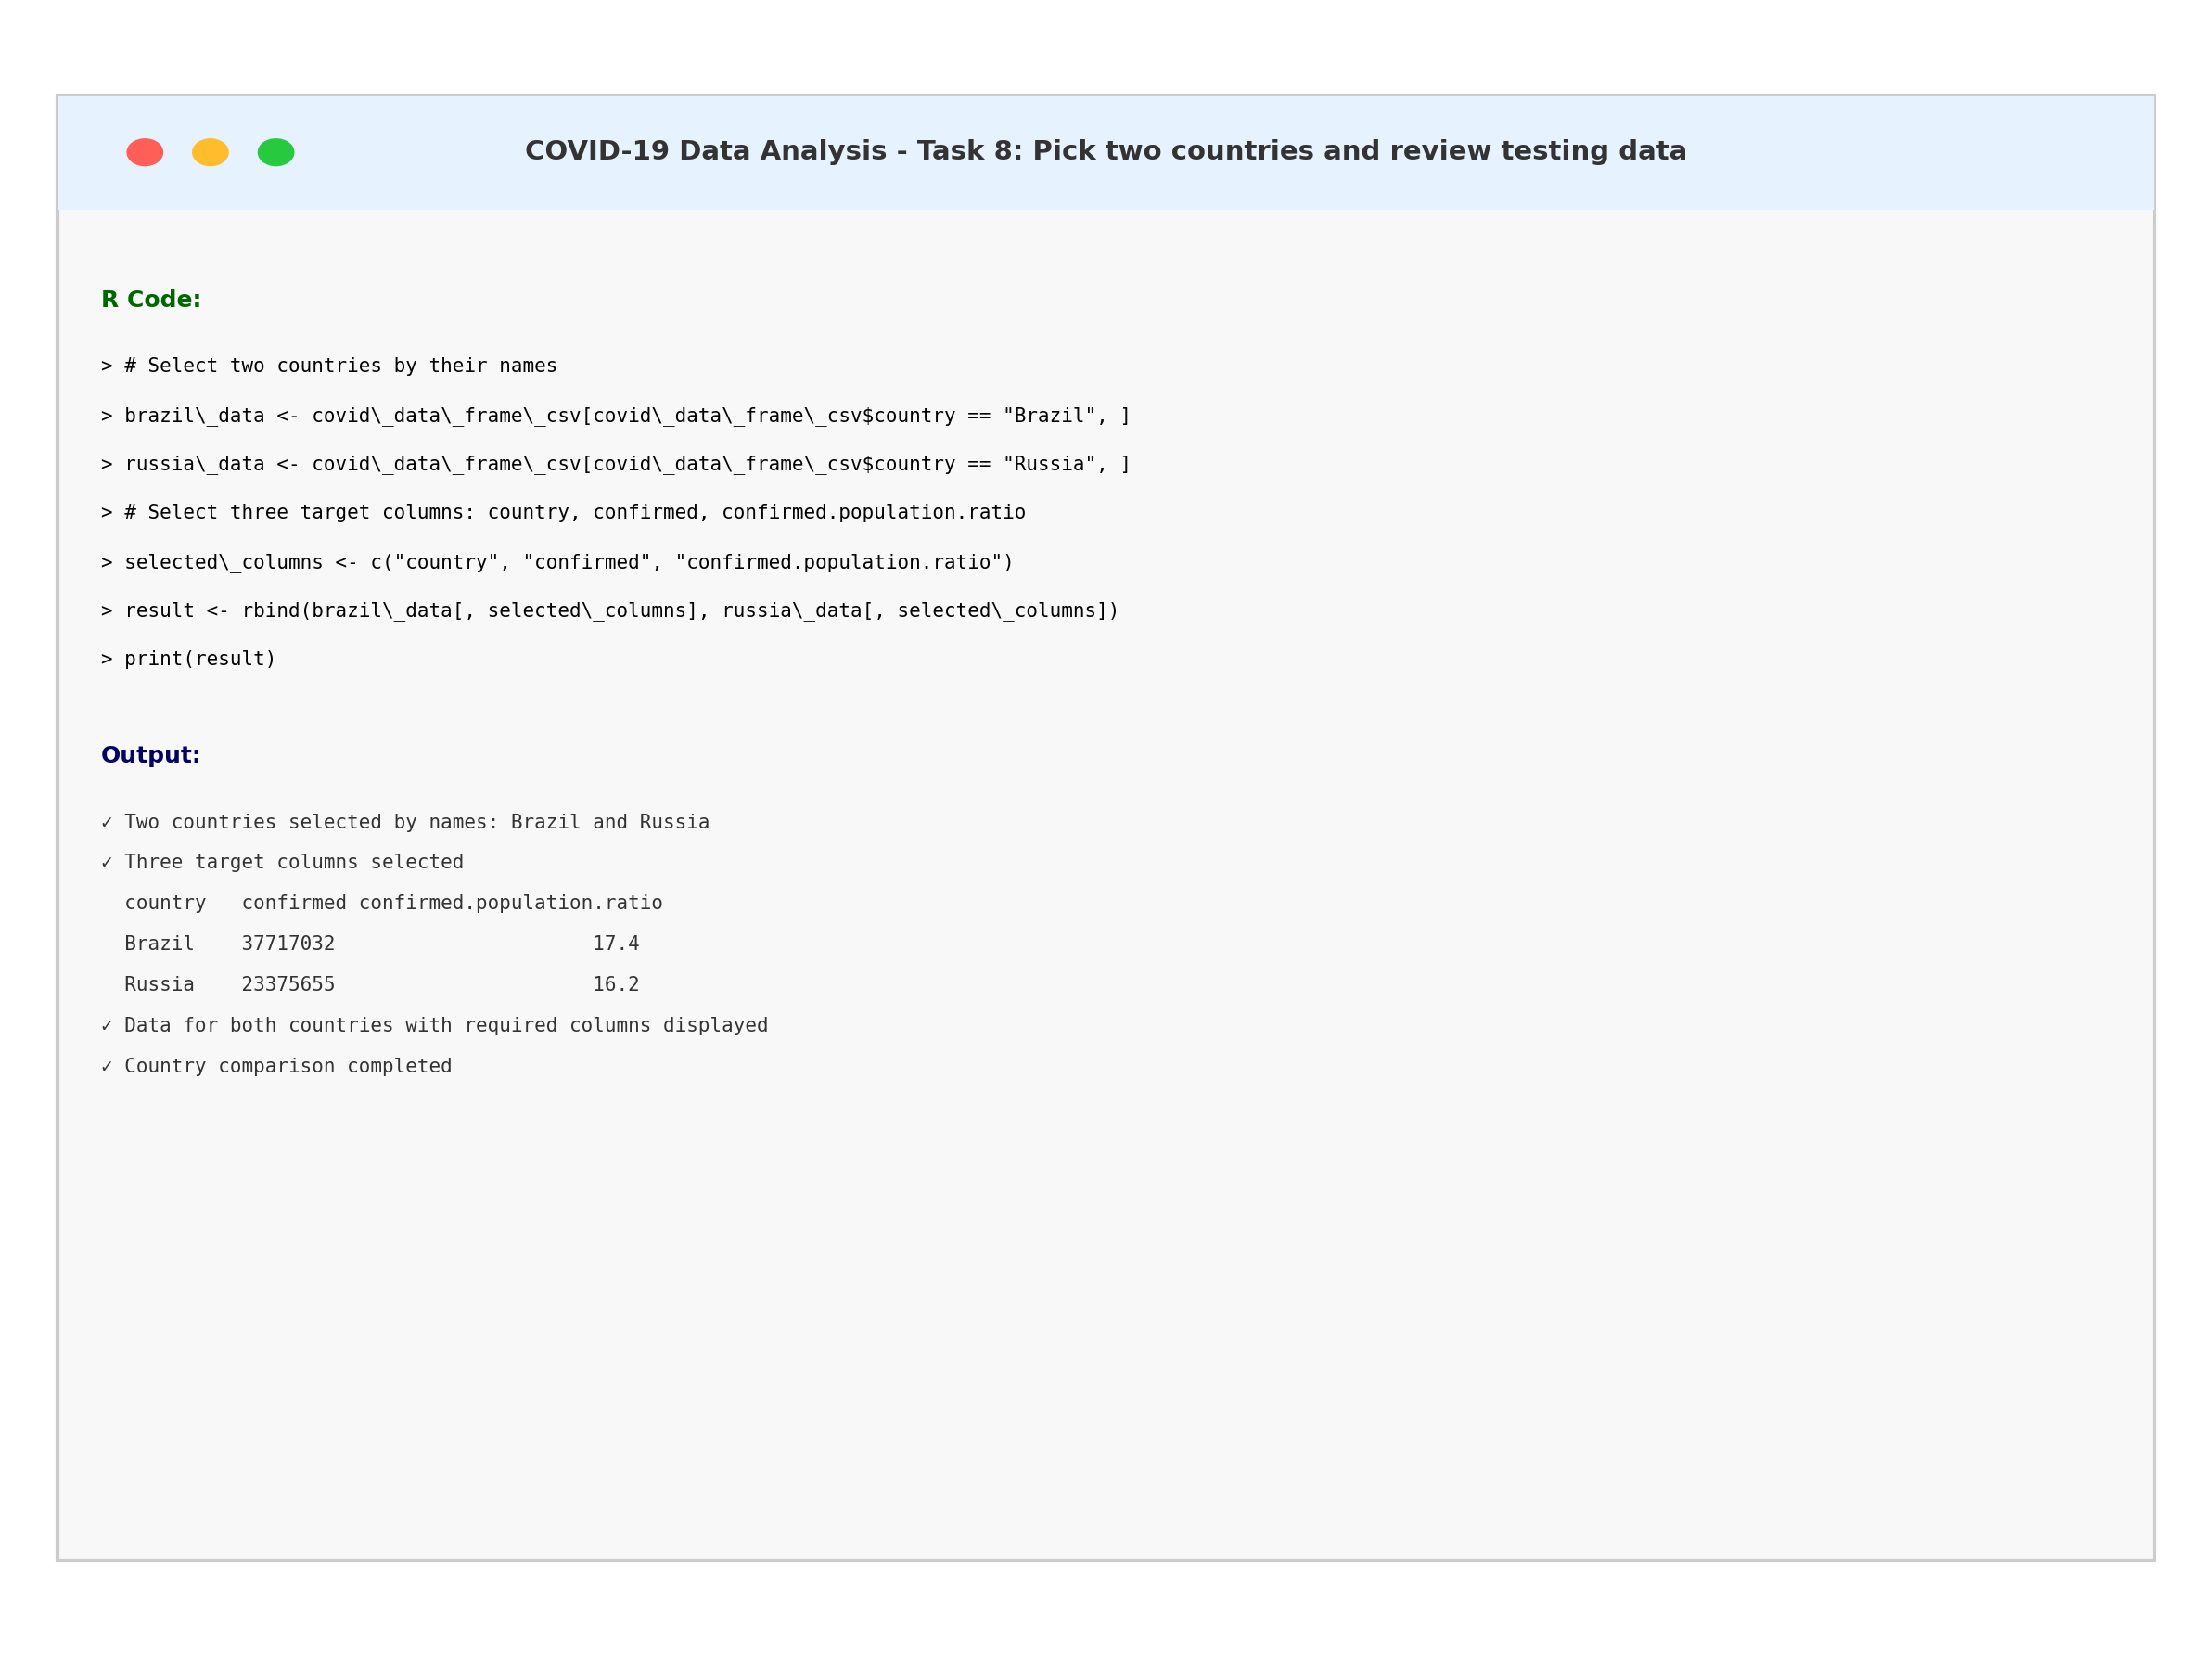 COVID-19 Data Analysis - Task 8: Pick two countries and review testing data
R Code:
> # Select two countries by their names
> brazil\_data <- covid\_data\_frame\_csv[covid\_data\_frame\_csv$country == "Brazil", ]
> russia\_data <- covid\_data\_frame\_csv[covid\_data\_frame\_csv$country == "Russia", ]
> # Select three target columns: country, confirmed, confirmed.population.ratio
> selected\_columns <- c("country", "confirmed", "confirmed.population.ratio")
> result <- rbind(brazil\_data[, selected\_columns], russia\_data[, selected\_columns])
> print(result)
Output:
✓ Two countries selected by names: Brazil and Russia
✓ Three target columns selected
  country   confirmed confirmed.population.ratio
  Brazil    37717032                      17.4
  Russia    23375655                      16.2
✓ Data for both countries with required columns displayed
✓ Country comparison completed